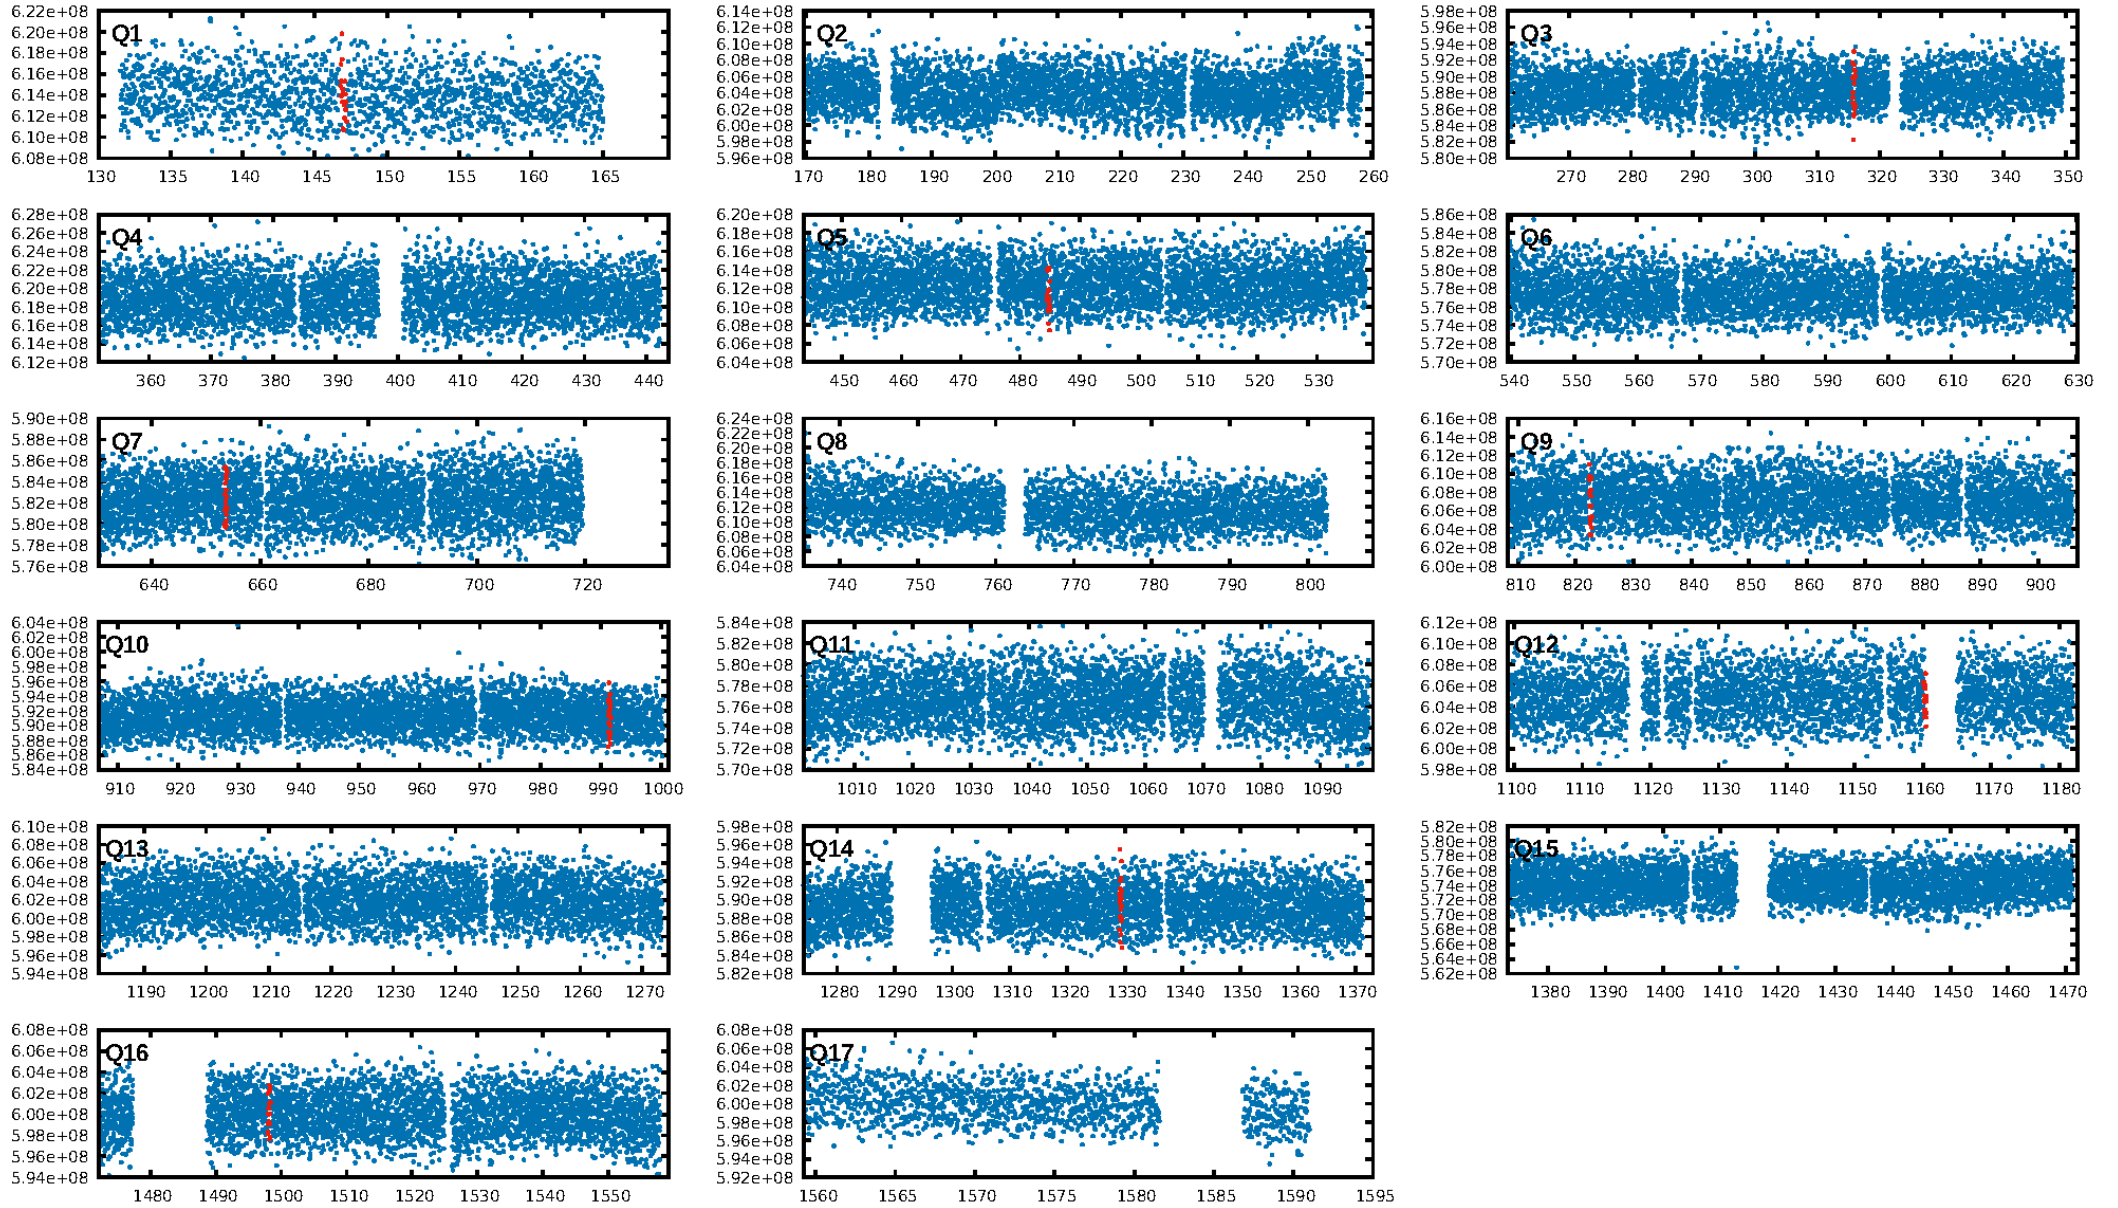 Q1
6.22e+08
6.20e+08
6.18e+08
6.16e+08
6.14e+08
6.12e+08
6.10e+08
6.08e+08
130 135 140 145 150 155 160 165
Q2
6.14e+08
6.12e+08
6.10e+08
6.08e+08
6.06e+08
6.04e+08
6.02e+08
6.00e+08
5.98e+08
5.96e+08
170 180 190 200 210 220 230 240 250 260
Q3
5.98e+08
5.96e+08
5.94e+08
5.92e+08
5.90e+08
5.88e+08
5.86e+08
5.84e+08
5.82e+08
5.80e+08
270 280 290 300 310 320 330 340 350
Q4
6.28e+08
6.26e+08
6.24e+08
6.22e+08
6.20e+08
6.18e+08
6.16e+08
6.14e+08
6.12e+08
360 370 380 390 400 410 420 430 440
Q5
6.20e+08
6.18e+08
6.16e+08
6.14e+08
6.12e+08
6.10e+08
6.08e+08
6.06e+08
6.04e+08
450 460 470 480 490 500 510 520 530
Q6
5.86e+08
5.84e+08
5.82e+08
5.80e+08
5.78e+08
5.76e+08
5.74e+08
5.72e+08
5.70e+08
540 550 560 570 580 590 600 610 620 630
Q7
5.90e+08
5.88e+08
5.86e+08
5.84e+08
5.82e+08
5.80e+08
5.78e+08
5.76e+08
640 660 680 700 720
Q8
6.24e+08
6.22e+08
6.20e+08
6.18e+08
6.16e+08
6.14e+08
6.12e+08
6.10e+08
6.08e+08
6.06e+08
6.04e+08
740 750 760 770 780 790 800
Q9
6.16e+08
6.14e+08
6.12e+08
6.10e+08
6.08e+08
6.06e+08
6.04e+08
6.02e+08
6.00e+08
810 820 830 840 850 860 870 880 890 900
Q10
6.04e+08
6.02e+08
6.00e+08
5.98e+08
5.96e+08
5.94e+08
5.92e+08
5.90e+08
5.88e+08
5.86e+08
5.84e+08
910 920 930 940 950 960 970 980 990 1000
Q11
5.84e+08
5.82e+08
5.80e+08
5.78e+08
5.76e+08
5.74e+08
5.72e+08
5.70e+08
1010 1020 1030 1040 1050 1060 1070 1080 1090
Q12
6.12e+08
6.10e+08
6.08e+08
6.06e+08
6.04e+08
6.02e+08
6.00e+08
5.98e+08
1100 1110 1120 1130 1140 1150 1160 1170 1180
Q13
6.10e+08
6.08e+08
6.06e+08
6.04e+08
6.02e+08
6.00e+08
5.98e+08
5.96e+08
5.94e+08
1190 1200 1210 1220 1230 1240 1250 1260 1270
Q14
5.98e+08
5.96e+08
5.94e+08
5.92e+08
5.90e+08
5.88e+08
5.86e+08
5.84e+08
5.82e+08
1280 1290 1300 1310 1320 1330 1340 1350 1360 1370
Q15
5.82e+08
5.80e+08
5.78e+08
5.76e+08
5.74e+08
5.72e+08
5.70e+08
5.68e+08
5.66e+08
5.64e+08
5.62e+08
1380 1390 1400 1410 1420 1430 1440 1450 1460 1470
Q16
6.08e+08
6.06e+08
6.04e+08
6.02e+08
6.00e+08
5.98e+08
5.96e+08
5.94e+08
1480 1490 1500 1510 1520 1530 1540 1550
Q17
6.08e+08
6.06e+08
6.04e+08
6.02e+08
6.00e+08
5.98e+08
5.96e+08
5.94e+08
5.92e+08
1560 1565 1570 1575 1580 1585 1590 1595